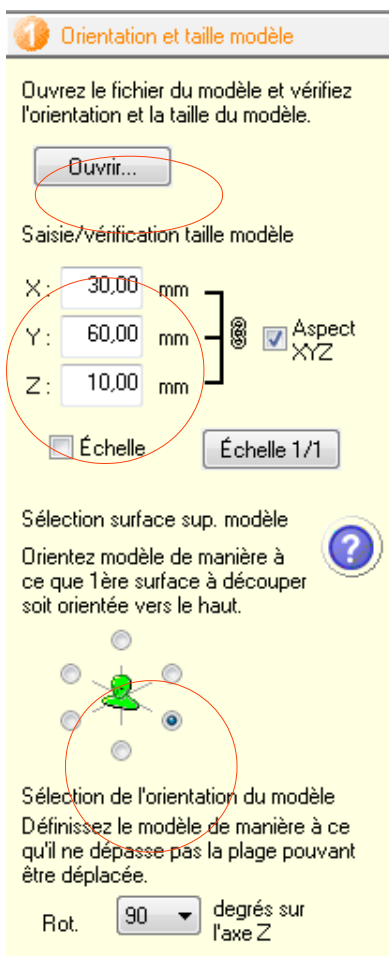 1 Orientation et taille modèle
Ouvrez le fichier du modèle et vérifiez
l'orientation et la taille du modèle.
Ouvrir...
Saisie/vérification taille modèle
X : 30,00 mm
Y : 60,00 mm
Aspect
XYZ
Z : 10,00 mm
Échelle
Échelle 1/1
Sélection surface sup. modèle
Orientez modèle de manière à
ce que 1ère surface à découper
soit orientée vers le haut.
?
Sélection de l'orientation du modèle
Définissez le modèle de manière à ce
qu'il ne dépasse pas la plage pouvant
être déplacée.
Rot. 90 degrés sur
l'axe Z